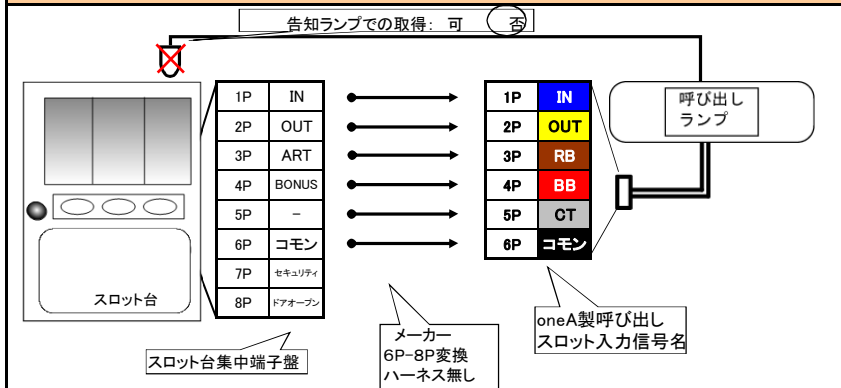 告知ランプでの取得: 可 否
1P IN
2P OUT
3P ART
4P BONUS
5P －
6P コモン
7P セキュリティ
8P ドアオープン
1P IN
2P OUT
3P RB
4P BB
5P CT
6P コモン
呼び出し
ランプ
スロット台
スロット台集中端子盤
メーカー
6P-8P変換
ハーネス無し
oneA製呼び出し
スロット入力信号名